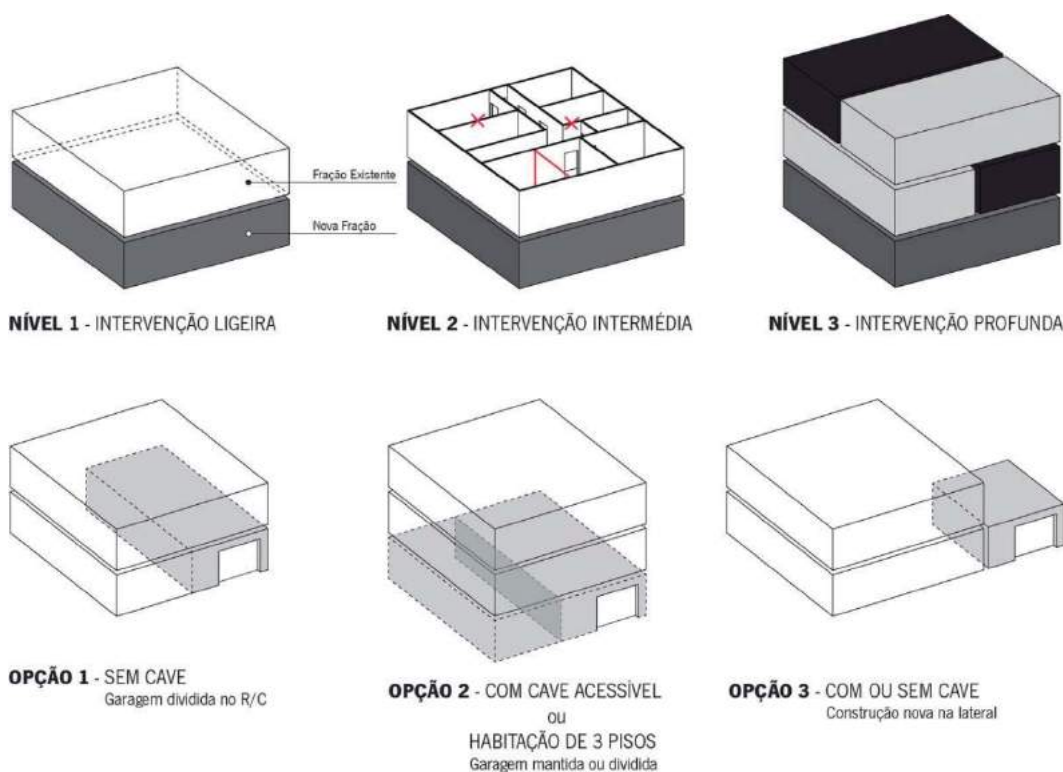 Fração Existente
Nova Fração
NÍVEL 1 - INTERVENÇÃO LIGEIRA
NÍVEL 2 - INTERVENÇÃO INTERMÉDIA
NÍVEL 3 - INTERVENÇÃO PROFUNDA
OPÇÃO 1 - SEM CAVE
Garagem dividida no R/C
OPÇÃO 2 - COM CAVE ACESSÍVEL
ou
HABITAÇÃO DE 3 PISOS
Garagem mantida ou dividida
OPÇÃO 3 - COM OU SEM CAVE
Construção nova na lateral